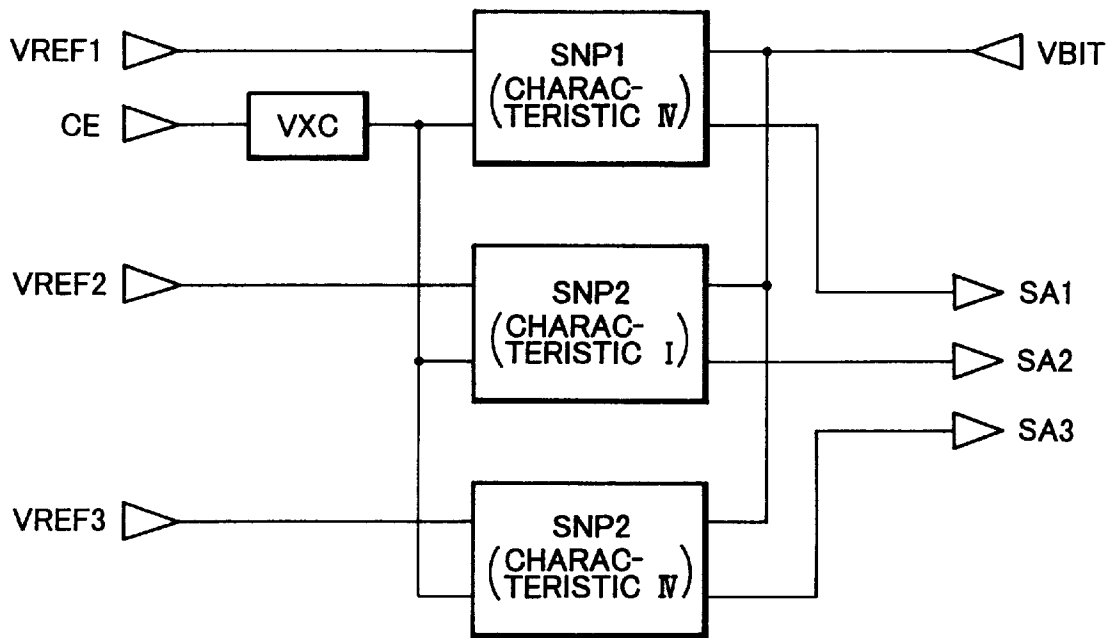 VREF1
SNP1
(CHARAC-
TERISTIC Ⅳ)
VBIT
CE
VXC
VREF2
SNP2
(CHARAC-
TERISTIC Ⅰ)
SA1
SA2
SA3
VREF3
SNP2
(CHARAC-
TERISTIC Ⅳ)